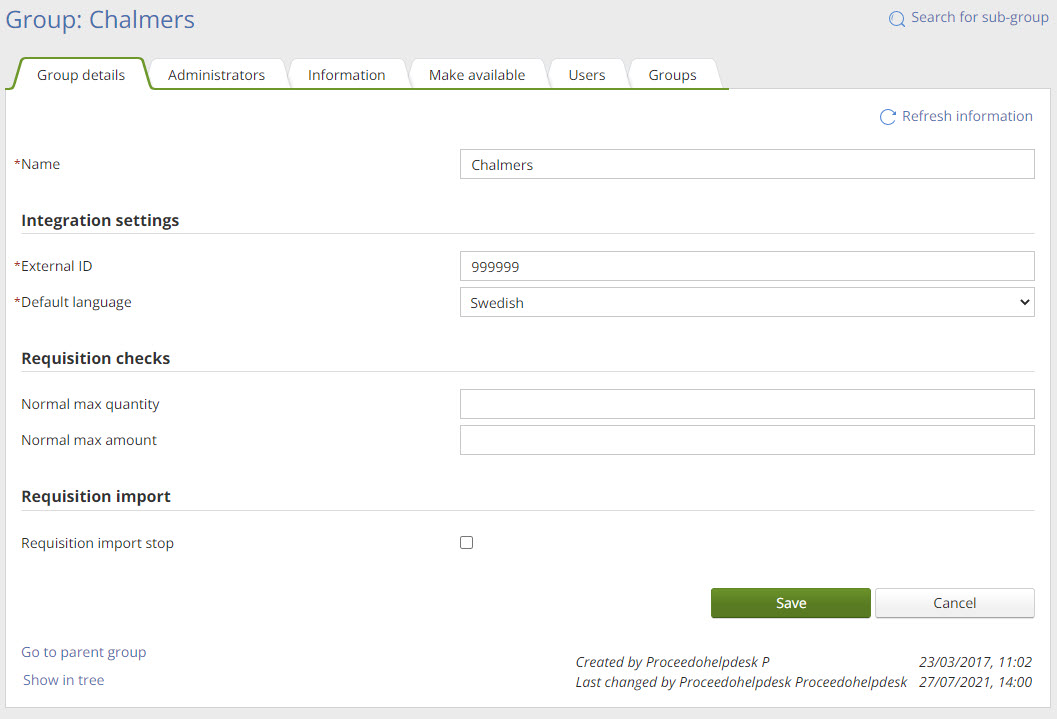 Group: Chalmers
Search for sub-group
Group details Administrators Information Make available Users Groups
Refresh information
*Name Chalmers
Integration settings
*External ID 999999
*Default language Swedish
Requisition checks
Normal max quantity
Normal max amount
Requisition import
Requisition import stop
Save Cancel
Go to parent group
Show in tree
Created by Proceedohelpdesk P 23/03/2017, 11:02
Last changed by Proceedohelpdesk Proceedohelpdesk 27/07/2021, 14:00